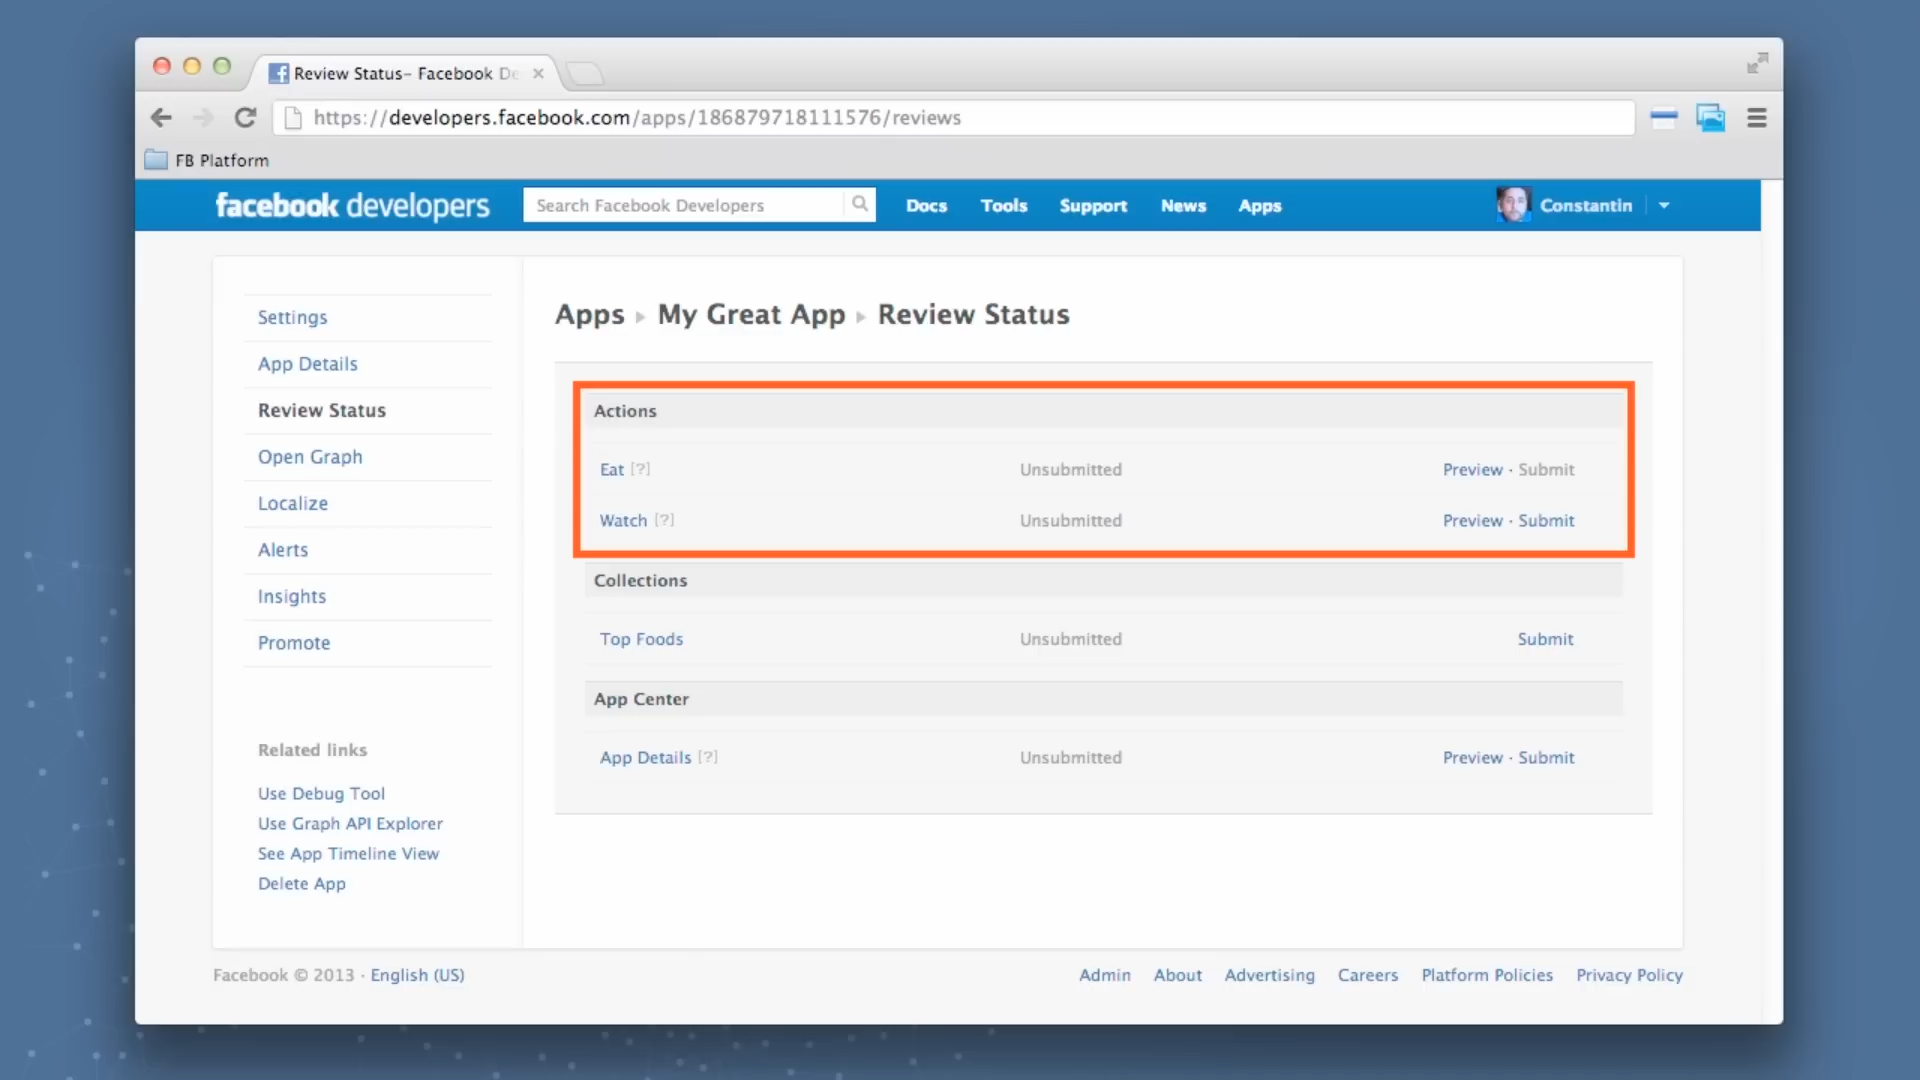 Review Status– Facebook De
https://developers.facebook.com/apps/186879718111576/reviews
FB Platform
facebook developers Search Facebook Developers Docs Tools Support News Apps Constantin
Settings
App Details
Review Status
Open Graph
Localize
Alerts
Insights
Promote
Related links
Use Debug Tool
Use Graph API Explorer
See App Timeline View
Delete App
Apps ▸ My Great App ▸ Review Status
Actions
Eat [?] Unsubmitted Preview · Submit
Watch [?] Unsubmitted Preview · Submit
Collections
Top Foods Unsubmitted Submit
App Center
App Details [?] Unsubmitted Preview · Submit
Facebook © 2013 · English (US) Admin About Advertising Careers Platform Policies Privacy Policy